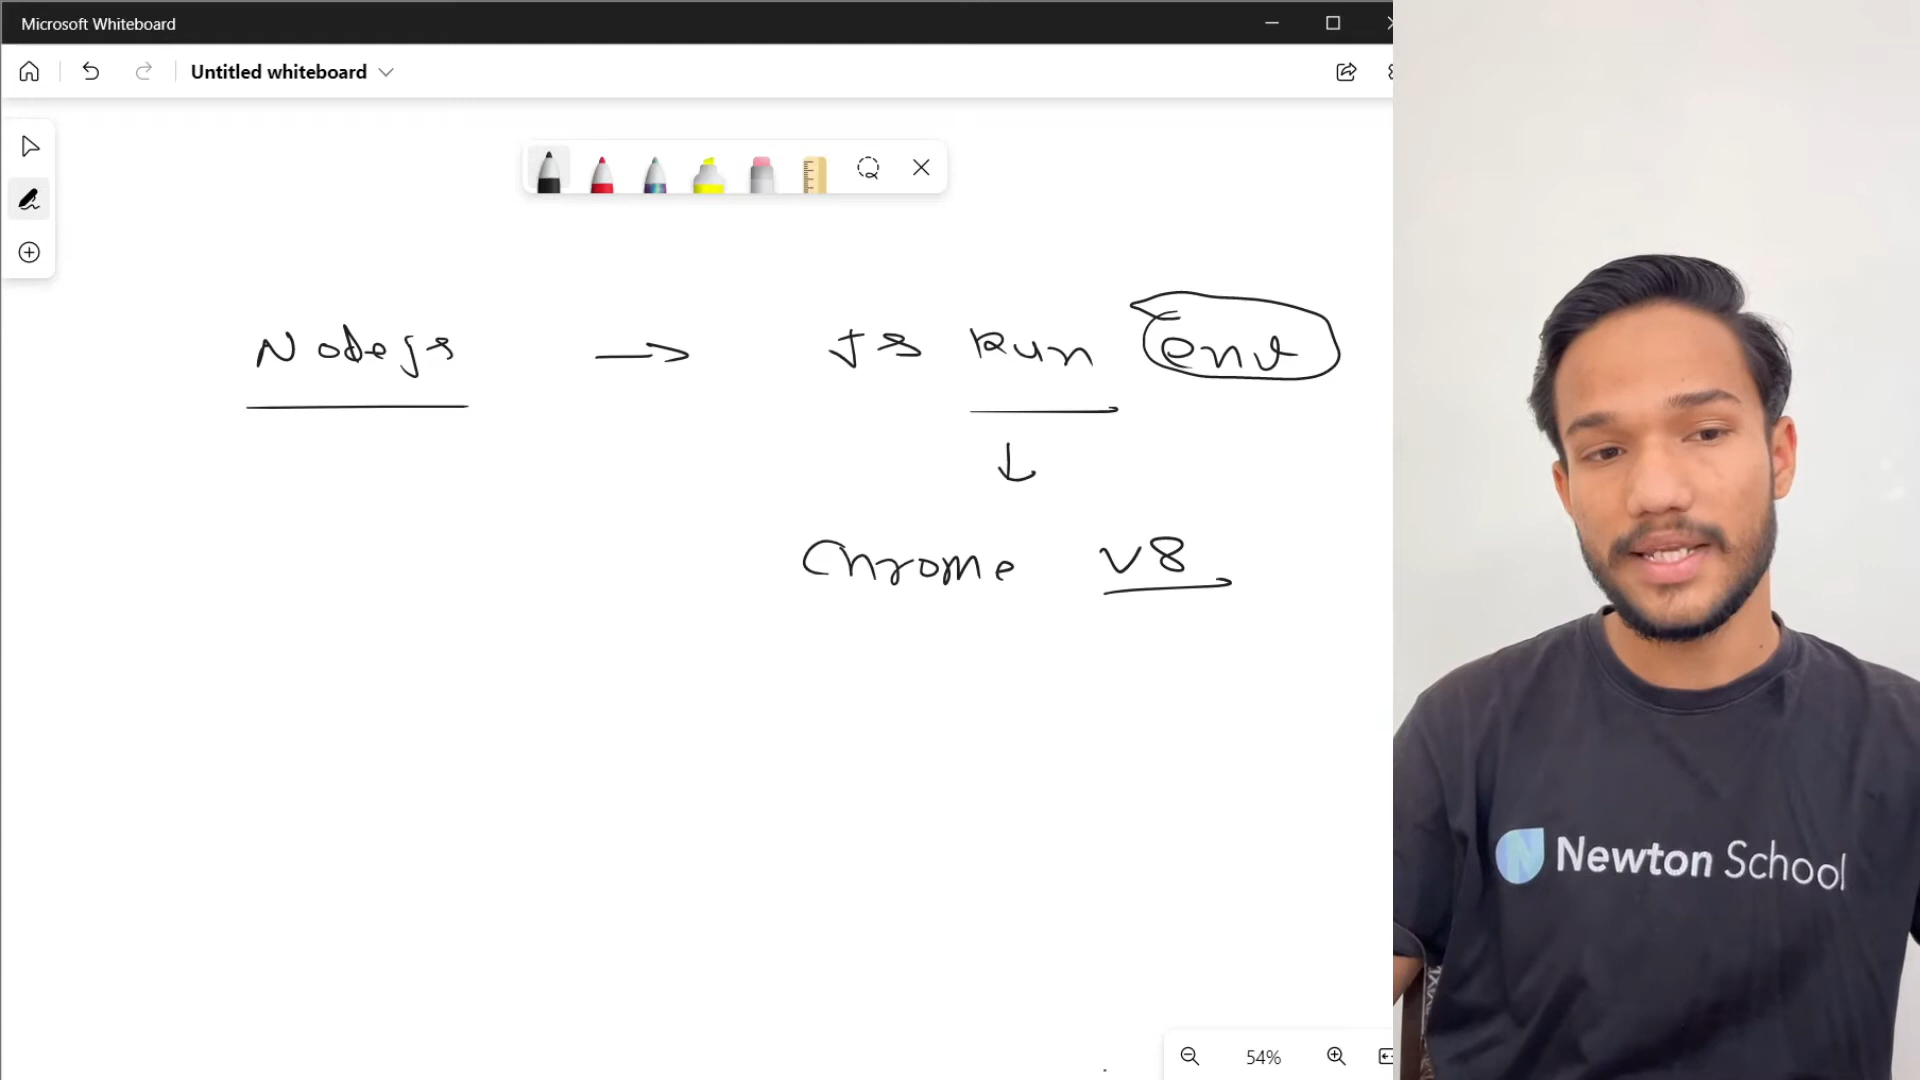 Microsoft Whiteboard
Untitled whiteboard
Nodejs → JS Run env
↓
Chrome V8
Newton School
54%